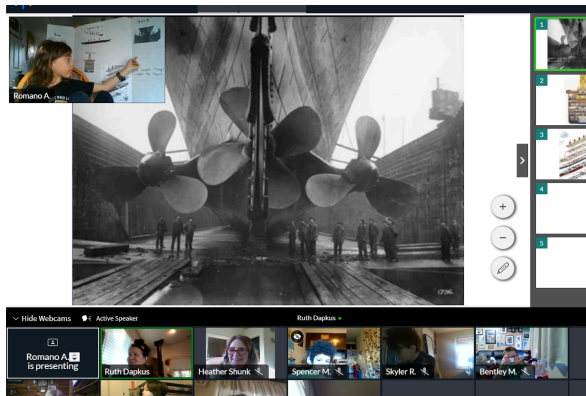 Romano A.
1
2
3
4
5
Hide Webcams
Active Speaker
Ruth Dapkus
Romano A.
is presenting
Ruth Dapkus
Heather Shunk
Spencer M.
Skyler R.
Bentley M.